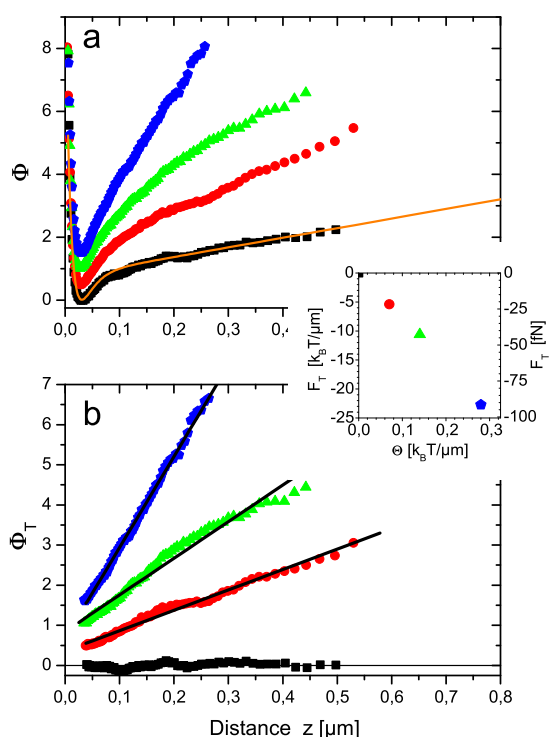 a
8
6
4
2
0
Φ
0,0 0,1 0,2 0,3 0,4
0 0
-5 -25
-10 -50
-15 -75
-20
-25 -100
F_T [k_BT/µm]
F_T [fN]
0,0 0,1 0,2 0,3
Θ [k_BT/µm]
b
7
6
5
4
3
2
1
0
Φ_T
0,0 0,1 0,2 0,3 0,4 0,5 0,6 0,7 0,8
Distance z [µm]